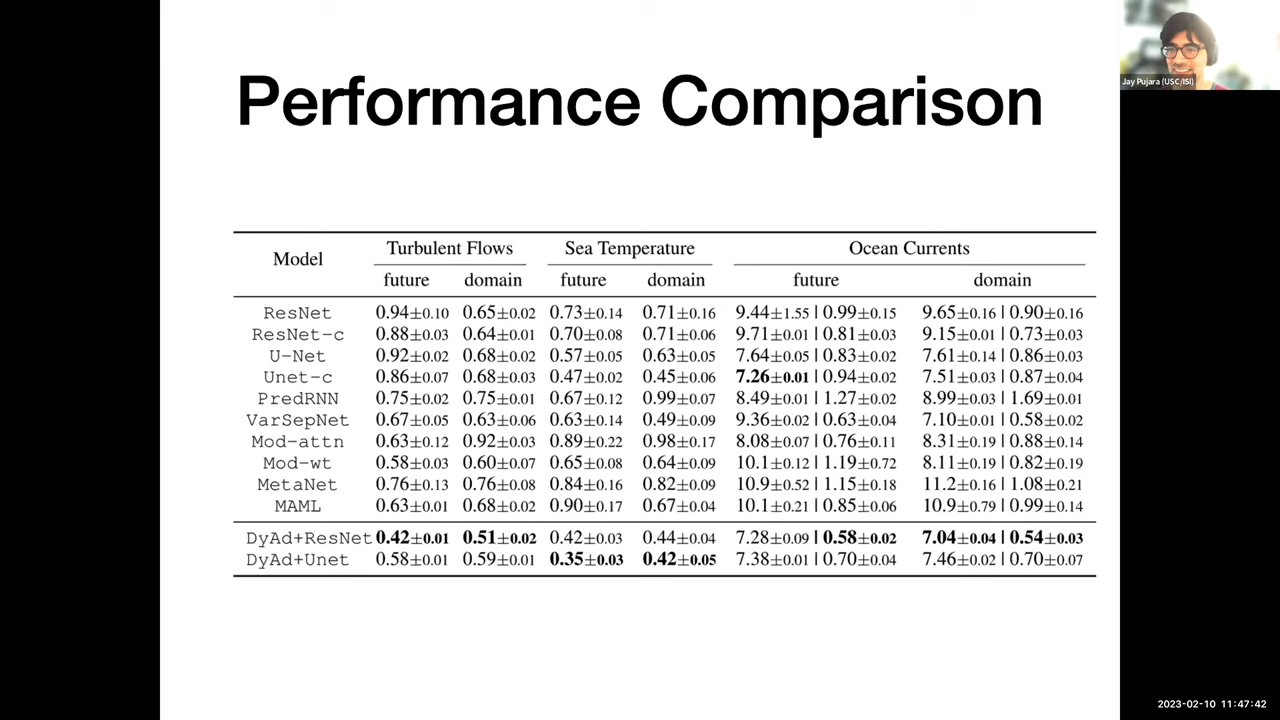 Performance Comparison
Jay Pujara (USC/ISI)
Model Turbulent Flows Sea Temperature Ocean Currents
future domain future domain future domain
ResNet 0.94±0.10 0.65±0.02 0.73±0.14 0.71±0.16 9.44±1.55 | 0.99±0.15 9.65±0.16 | 0.90±0.16
ResNet-c 0.88±0.03 0.64±0.01 0.70±0.08 0.71±0.06 9.71±0.01 | 0.81±0.03 9.15±0.01 | 0.73±0.03
U-Net 0.92±0.02 0.68±0.02 0.57±0.05 0.63±0.05 7.64±0.05 | 0.83±0.02 7.61±0.14 | 0.86±0.03
Unet-c 0.86±0.07 0.68±0.03 0.47±0.02 0.45±0.06 7.26±0.01 | 0.94±0.02 7.51±0.03 | 0.87±0.04
PredRNN 0.75±0.02 0.75±0.01 0.67±0.12 0.99±0.07 8.49±0.01 | 1.27±0.02 8.99±0.03 | 1.69±0.01
VarSepNet 0.67±0.05 0.63±0.06 0.63±0.14 0.49±0.09 9.36±0.02 | 0.63±0.04 7.10±0.01 | 0.58±0.02
Mod-attn 0.63±0.12 0.92±0.03 0.89±0.22 0.98±0.17 8.08±0.07 | 0.76±0.11 8.31±0.19 | 0.88±0.14
Mod-wt 0.58±0.03 0.60±0.07 0.65±0.08 0.64±0.09 10.1±0.12 | 1.19±0.72 8.11±0.19 | 0.82±0.19
MetaNet 0.76±0.13 0.76±0.08 0.84±0.16 0.82±0.09 10.9±0.52 | 1.15±0.18 11.2±0.16 | 1.08±0.21
MAML 0.63±0.01 0.68±0.02 0.90±0.17 0.67±0.04 10.1±0.21 | 0.85±0.06 10.9±0.79 | 0.99±0.14
DyAd+ResNet 0.42±0.01 0.51±0.02 0.42±0.03 0.44±0.04 7.28±0.09 | 0.58±0.02 7.04±0.04 | 0.54±0.03
DyAd+Unet 0.58±0.01 0.59±0.01 0.35±0.03 0.42±0.05 7.38±0.01 | 0.70±0.04 7.46±0.02 | 0.70±0.07
2023-02-10 11:47:42